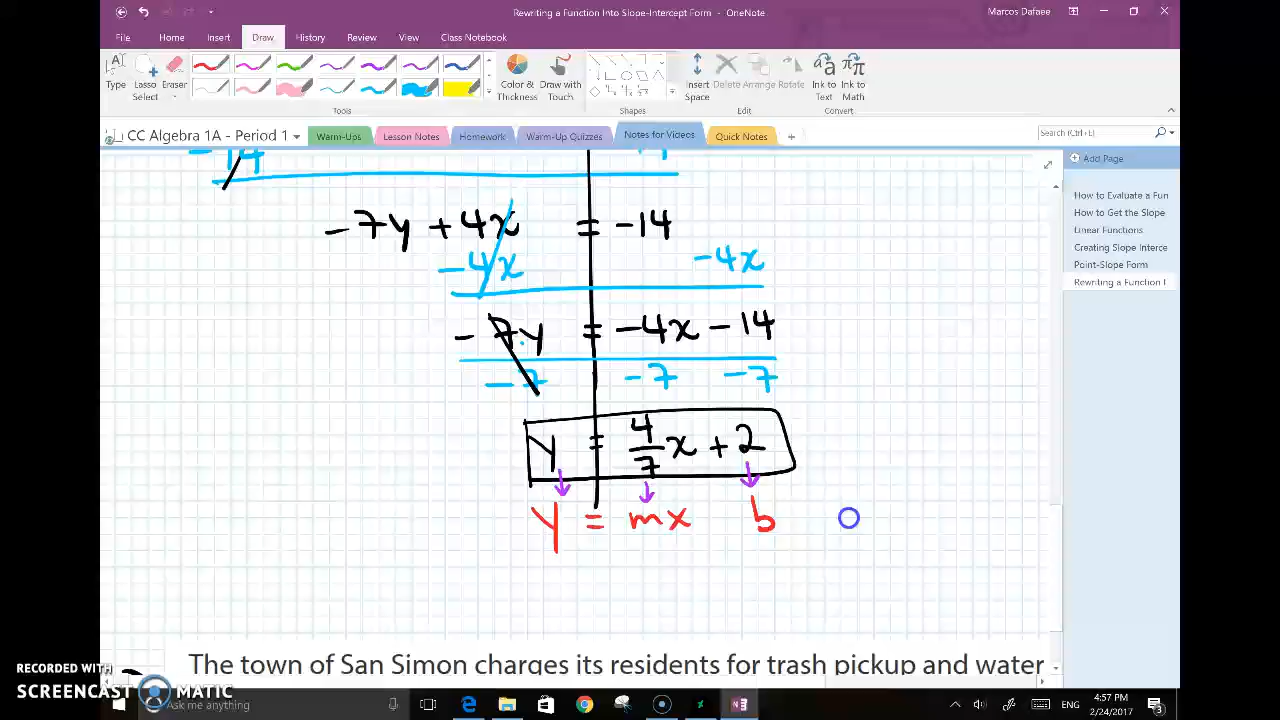 Rewriting a Function Into Slope-Intercept Form - OneNote
Marcos Dafaee
File Home Insert Draw History Review View Class Notebook
Type Lasso Select Eraser
Color & Thickness
Draw with Touch
Insert Space
Delete Arrange Rotate
Ink to Text
Ink to Math
Tools Shapes Edit Convert
CC Algebra 1A - Period 1
Warm-Ups Lesson Notes Homework Warm-Up Quizzes Notes for Videos Quick Notes
Search (Ctrl+E)
Add Page
How to Evaluate a Fun
How to Get the Slope
Linear Functions
Creating Slope Interce
Point-Slope Form
Rewriting a Function I
-14
-7y + 4x = -14
-4x -4x
-7y = -4x - 14
-7 -7 -7
y = 4/7 x + 2
y = mx b
The town of San Simon charges its residents for trash pickup and water
RECORDED WITH
SCREENCAST MATIC
Ask me anything
ENG
4:57 PM
2/24/2017
3